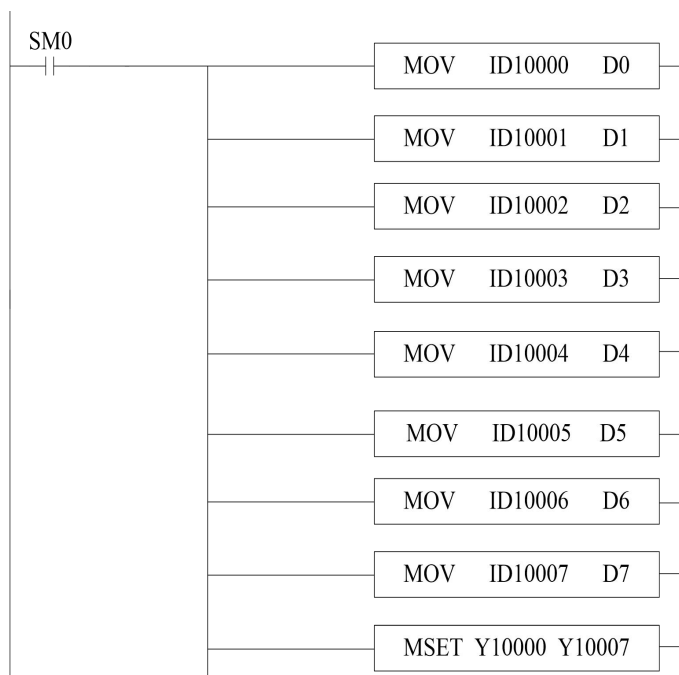 SM0
MOV ID10000 D0
MOV ID10001 D1
MOV ID10002 D2
MOV ID10003 D3
MOV ID10004 D4
MOV ID10005 D5
MOV ID10006 D6
MOV ID10007 D7
MSET Y10000 Y10007